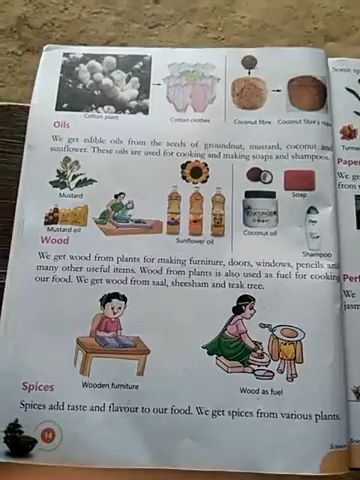 Cotton plant
Cotton clothes
Coconut fibre
Oils
We get edible oils from the seeds of groundnut, mustard, coconut and
sunflower. These oils are used for cooking and making soaps and shampoos.
Mustard
Soap
Mustard oil
Sunflower oil
Coconut oil
Shampoo
Wood
We get wood from plants for making furniture, doors, windows, pencils and
many other useful items. Wood from plants is also used as fuel for cooking
our food. We get wood from saal, sheesham and teak tree.
Wooden furniture
Wood as fuel
Spices
Spices add taste and flavour to our food. We get spices from various plants.
14
Some
We
from
We